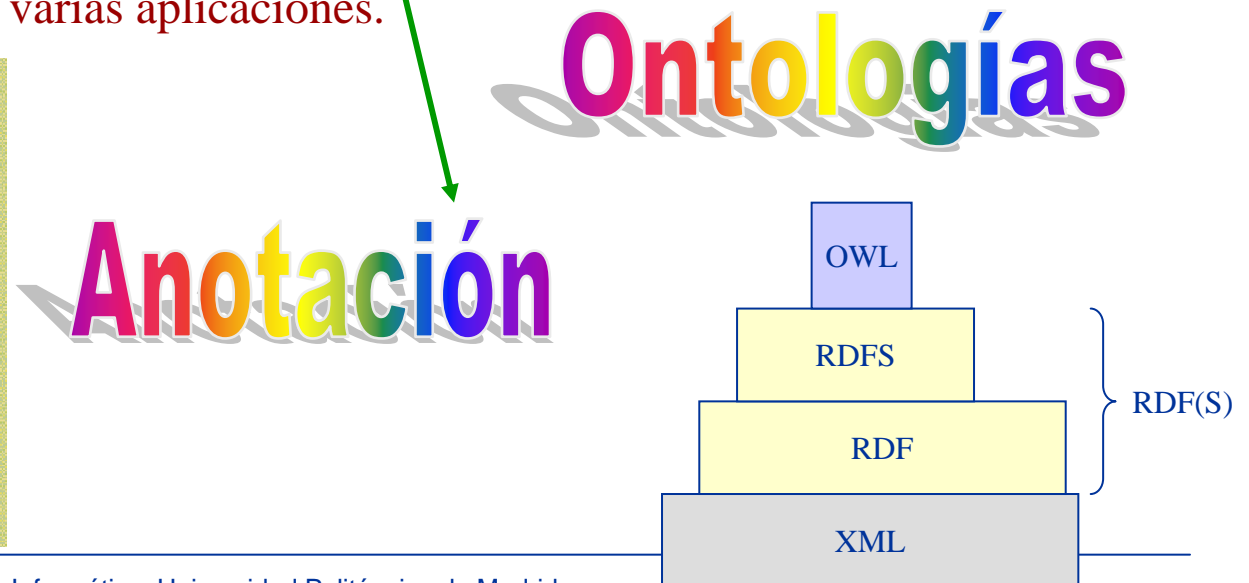 varias aplicaciones.
Ontologías
Anotación
OWL
RDFS
RDF(S)
RDF
XML
Informática. Universidad Politécnica de Madrid